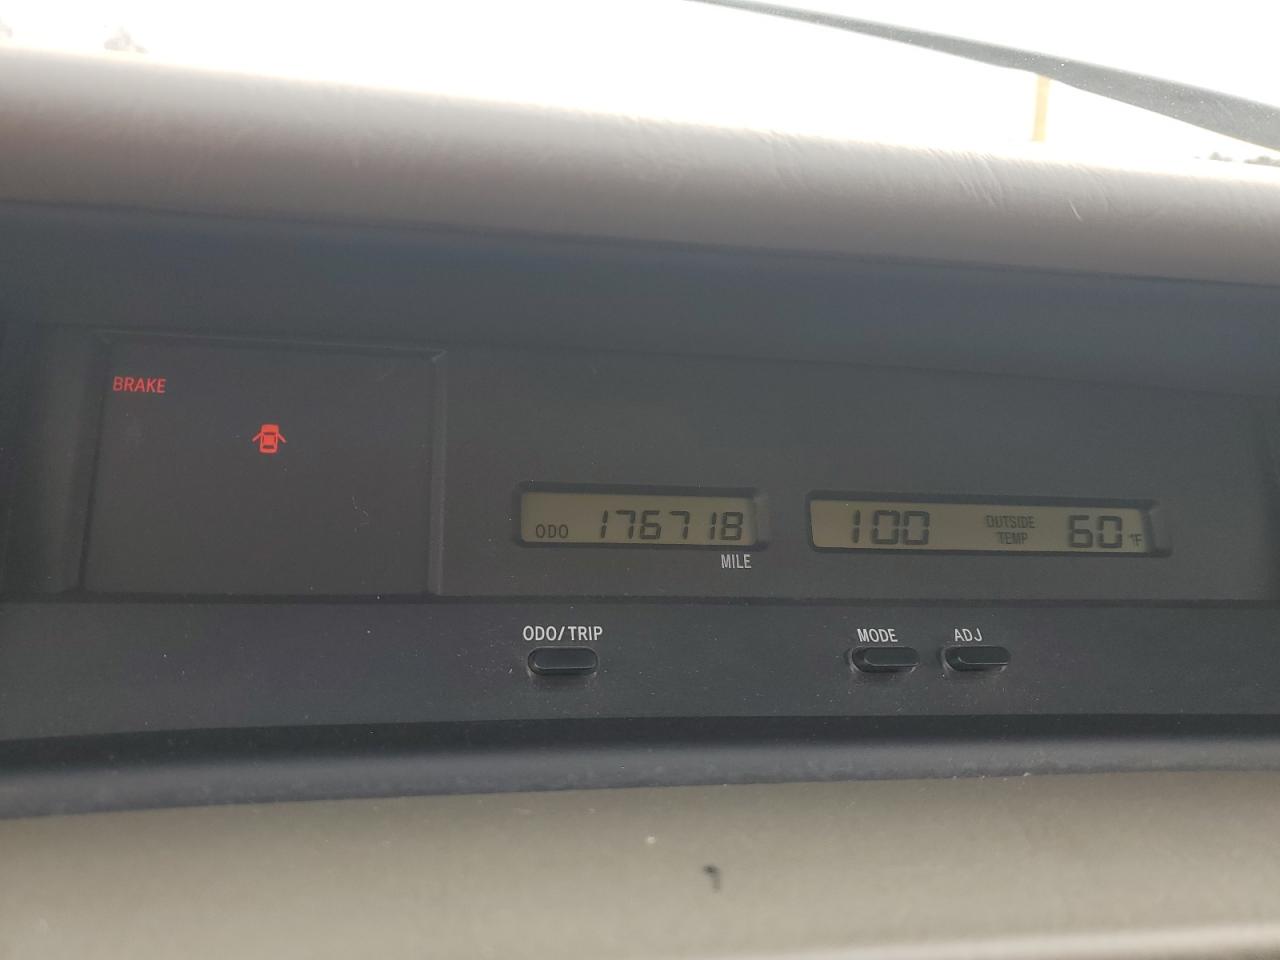 BRAKE
ODO 176718
MILE
100 OUTSIDE TEMP 60°F
ODO/TRIP
MODE ADJ